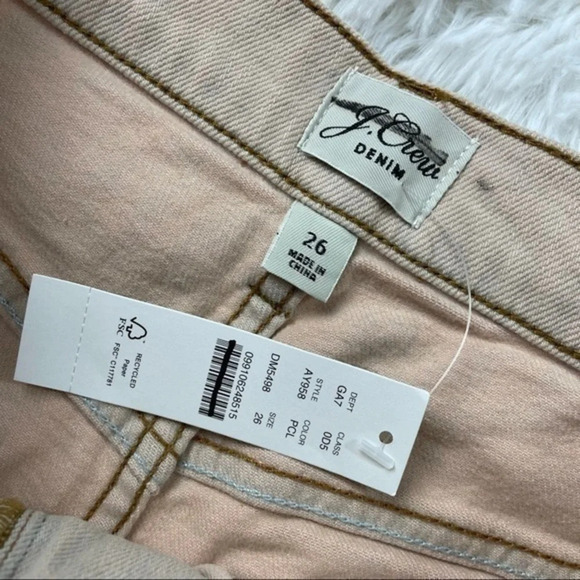 J.Crew
DENIM
26
MADE IN
CHINA
DEPT CLASS
GA7 0D5
STYLE COLOR
AY958 PCL
DM5498 SIZE 26
099106248515
RECYCLED
Paper
FSC® C117781
FSC